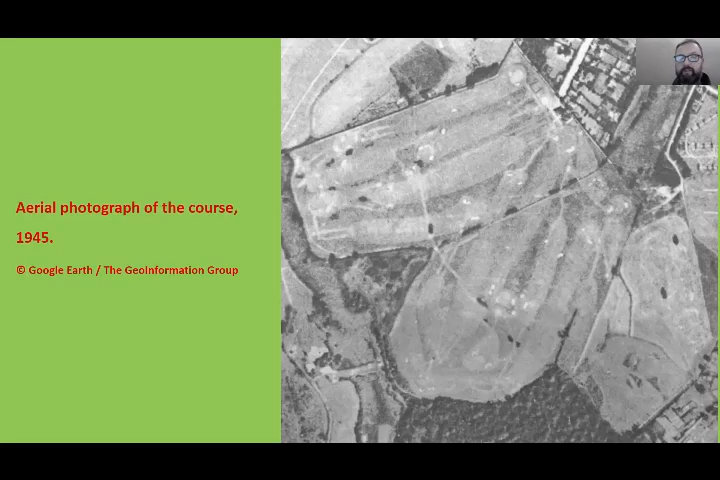 Aerial photograph of the course,
1945.
© Google Earth / The GeoInformation Group